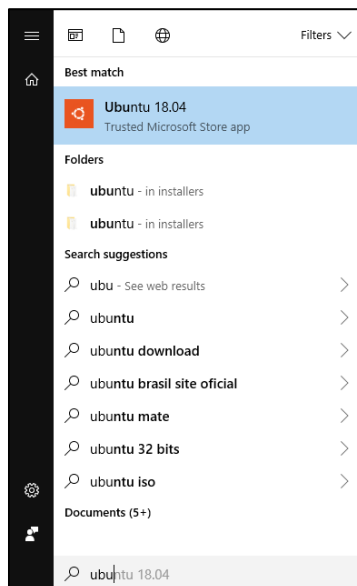 Filters
Best match
Ubuntu 18.04
Trusted Microsoft Store app
Folders
ubuntu - in installers
ubuntu - in installers
Search suggestions
ubu - See web results
ubuntu
ubuntu download
ubuntu brasil site oficial
ubuntu mate
ubuntu 32 bits
ubuntu iso
Documents (5+)
ubuntu 18.04